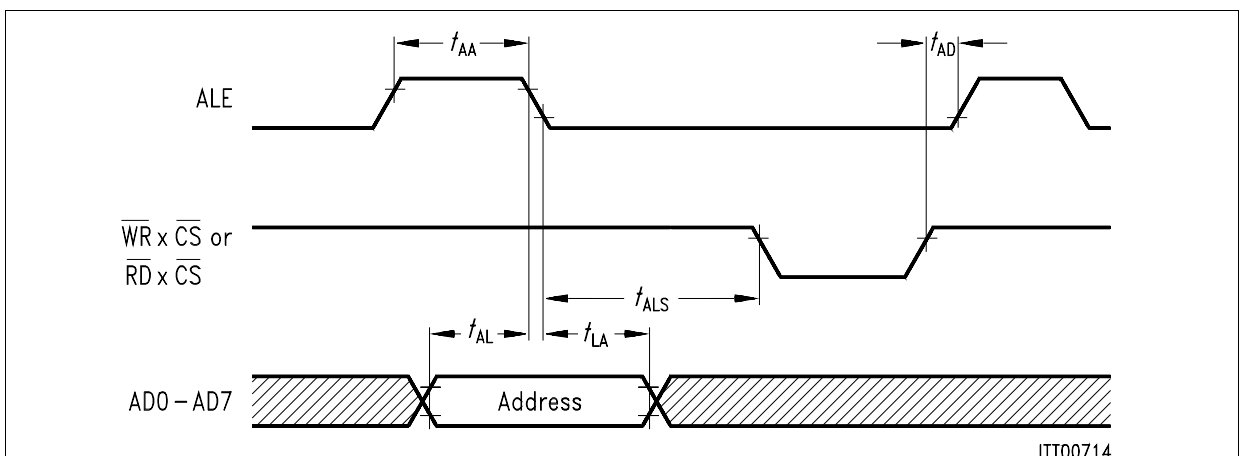 tAA
tAD
ALE
WR x CS or
RD x CS
tALS
tAL
tLA
AD0 – AD7
Address
ITT00714